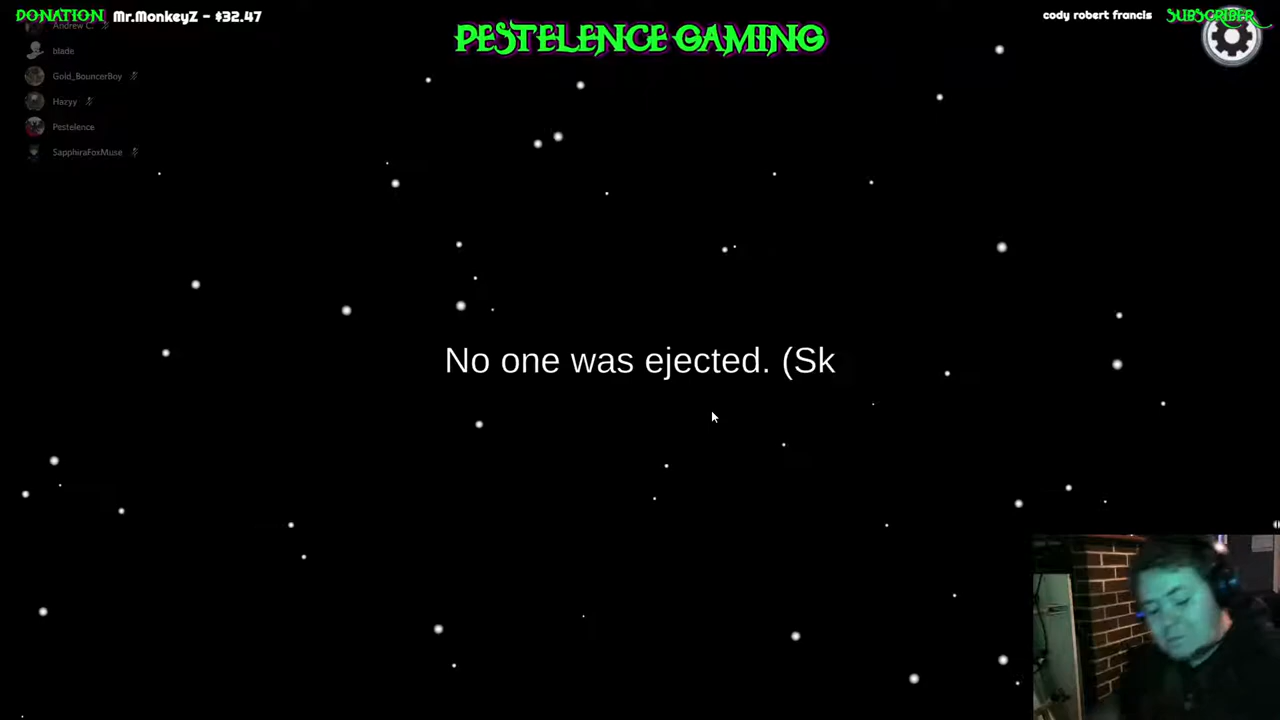 DONATION Mr.MonkeyZ - $32.47
PESTELENCE GAMING
cody robert francis SUBSCRIBER
Andrew C.
blade
Gold_BouncerBoy
Hazyy
Pestelence
SapphiraFoxMuse
No one was ejected. (Sk